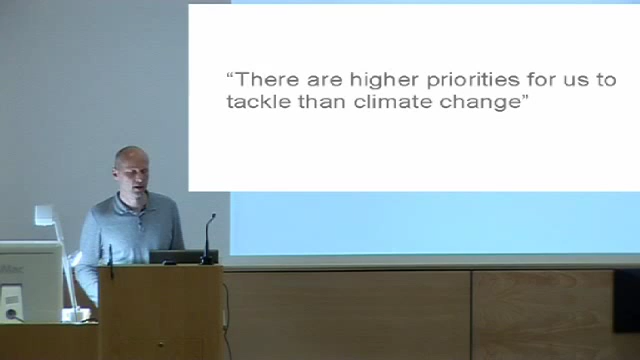 “There are higher priorities for us to
tackle than climate change”